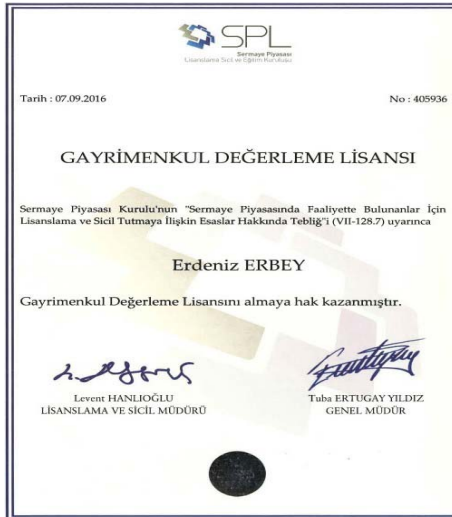 SPL
Sermaye Piyasası
Lisanslama Sicil ve Eğitim Kuruluşu
Tarih : 07.09.2016
No : 405936
GAYRİMENKUL DEĞERLEME LİSANSI
Sermaye Piyasası Kurulu'nun "Sermaye Piyasasında Faaliyette Bulunanlar İçin
Lisanslama ve Sicil Tutmaya İlişkin Esaslar Hakkında Tebliğ"i (VII-128.7) uyarınca
Erdeniz ERBEY
Gayrimenkul Değerleme Lisansını almaya hak kazanmıştır.
Levent HANLIOĞLU
LİSANSLAMA VE SİCİL MÜDÜRÜ
Tuba ERTUGAY YILDIZ
GENEL MÜDÜR